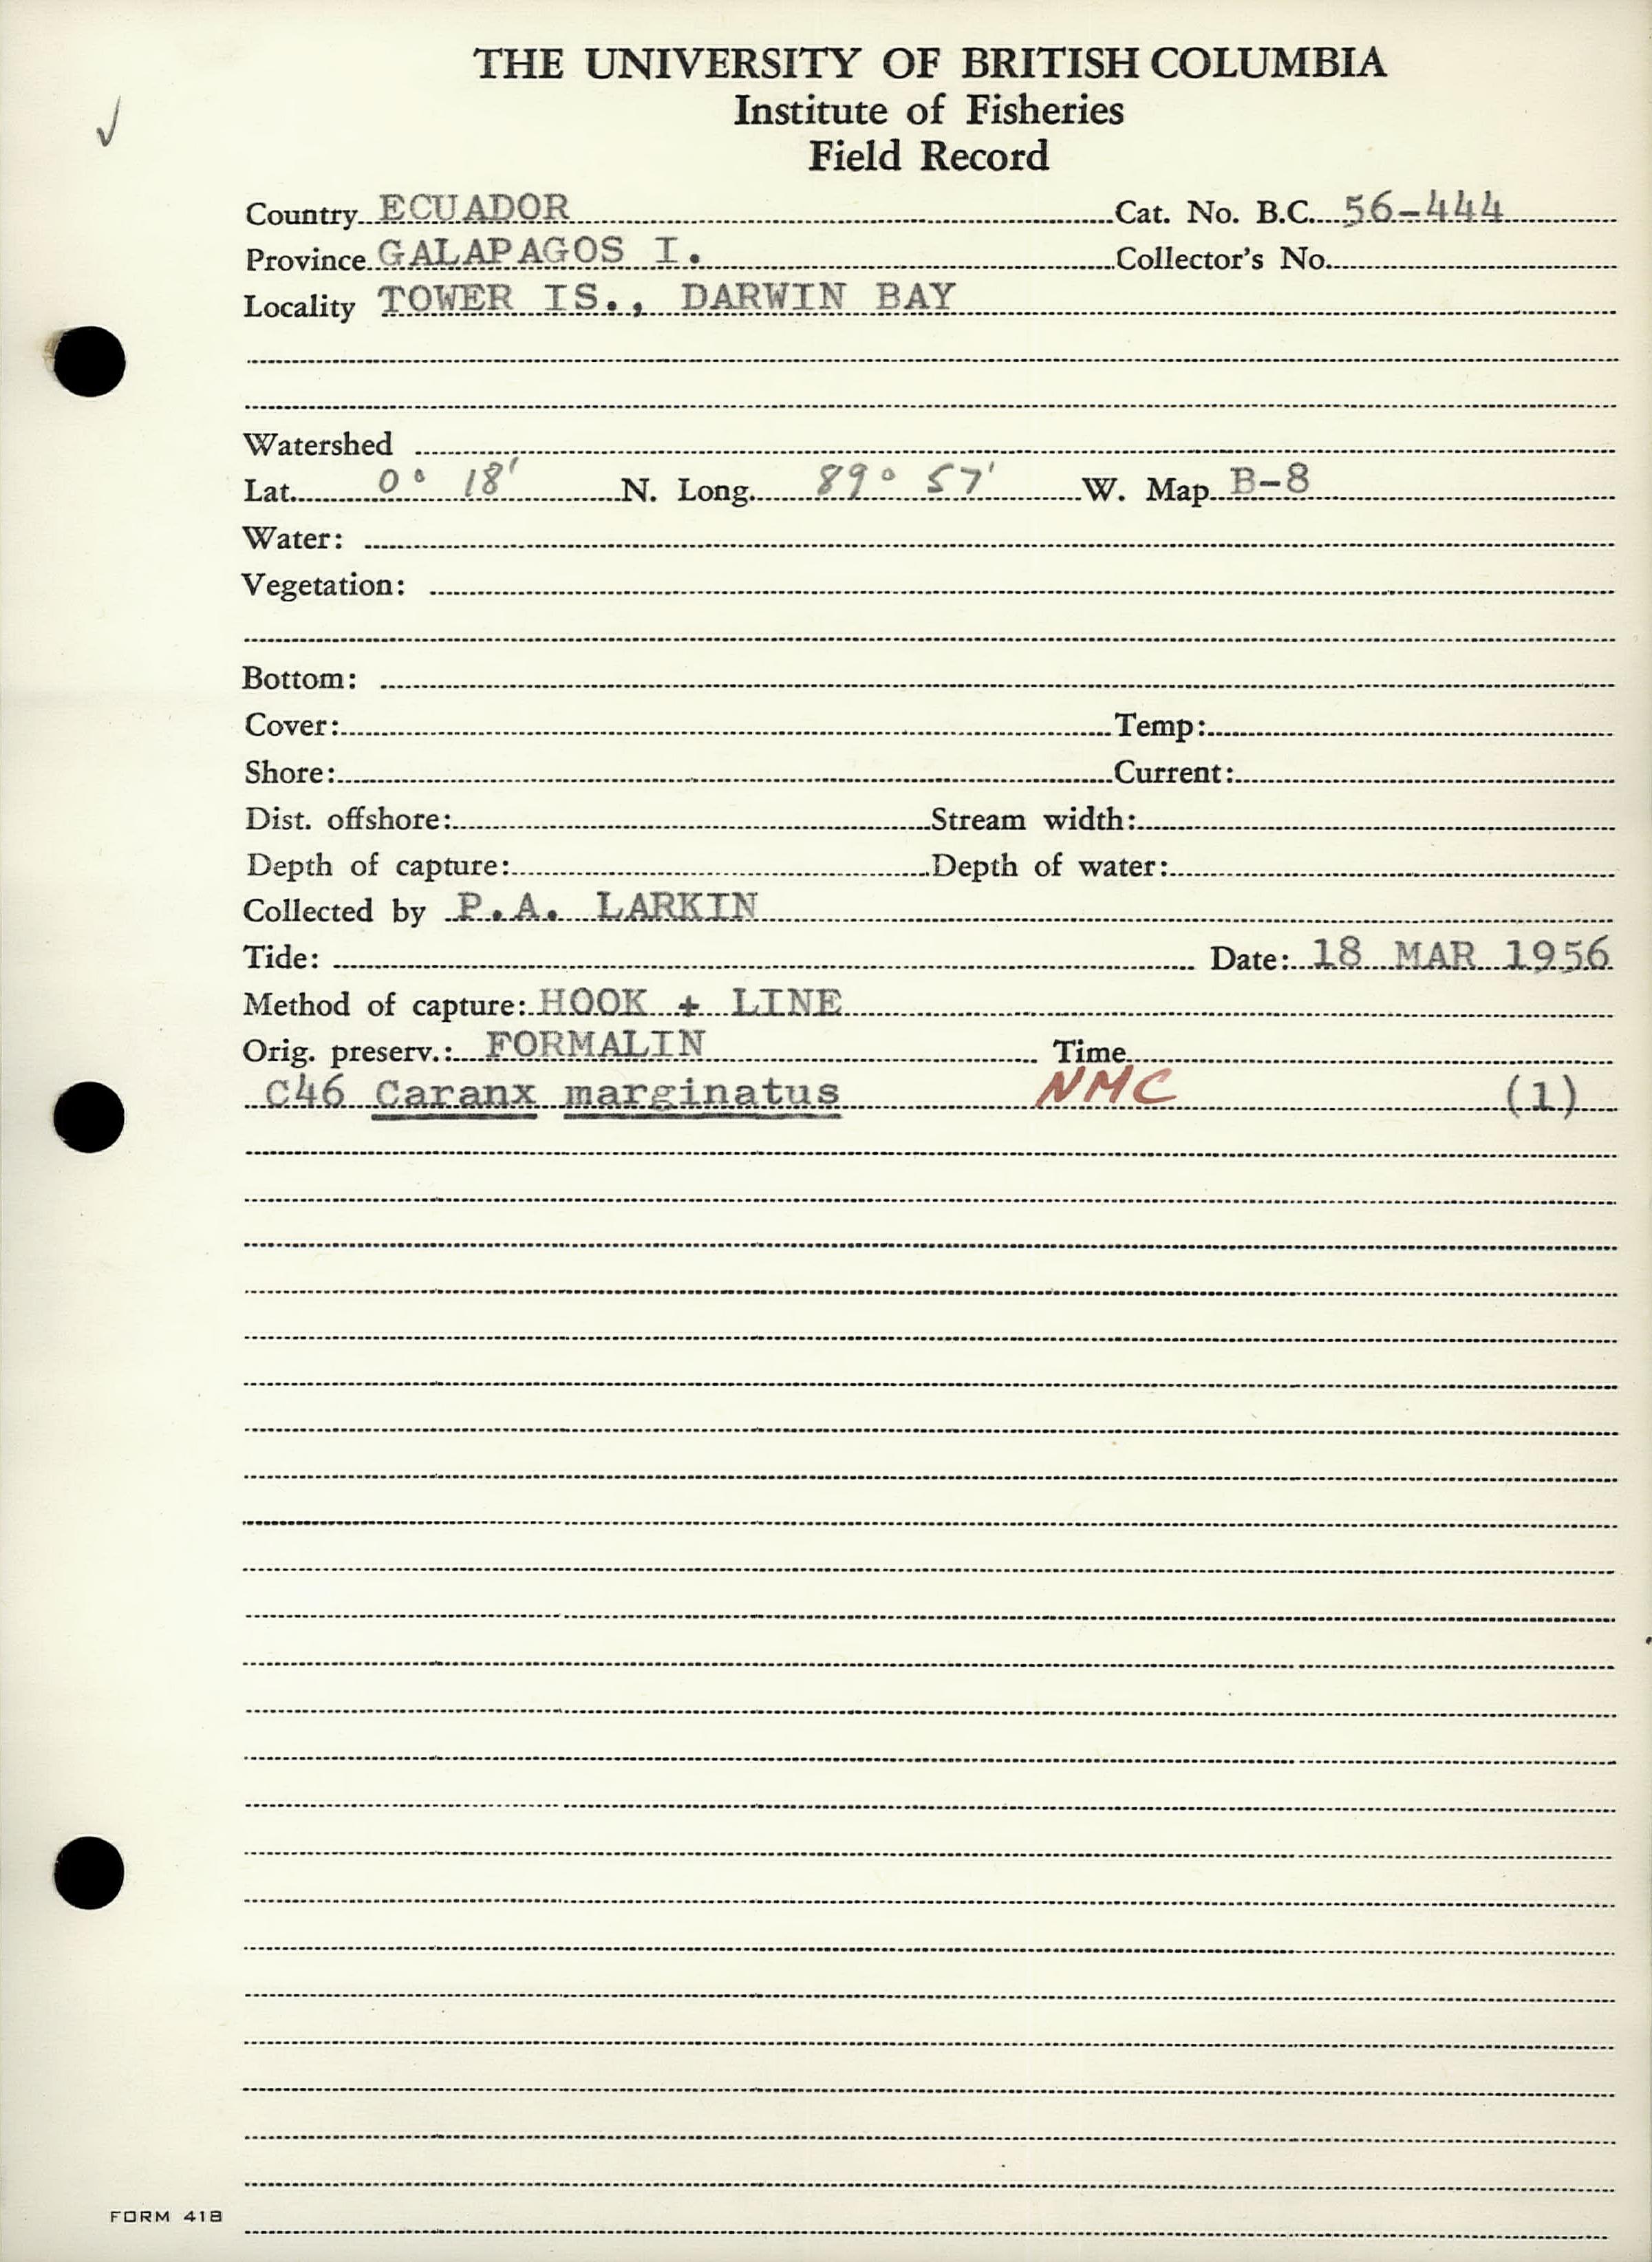 THE UNIVERSITY OF BRITISH COLUMBIA
Institute of Fisheries
Field Record
Country ECUADOR Cat. No. B.C. 56-444
Province GALAPAGOS I. Collector's No.
Locality TOWER IS., DARWIN BAY
Watershed
Lat. 0° 18' N. Long. 89° 57' W. Map B-8
Water:
Vegetation:
Bottom:
Cover: Temp:
Shore: Current:
Dist. offshore: Stream width:
Depth of capture: Depth of water:
Collected by P.A. LARKIN
Tide: Date: 18 MAR 1956
Method of capture: HOOK + LINE
Orig. preserv.: FORMALIN Time
C46 Caranx marginatus NMC (1)
FORM 41B